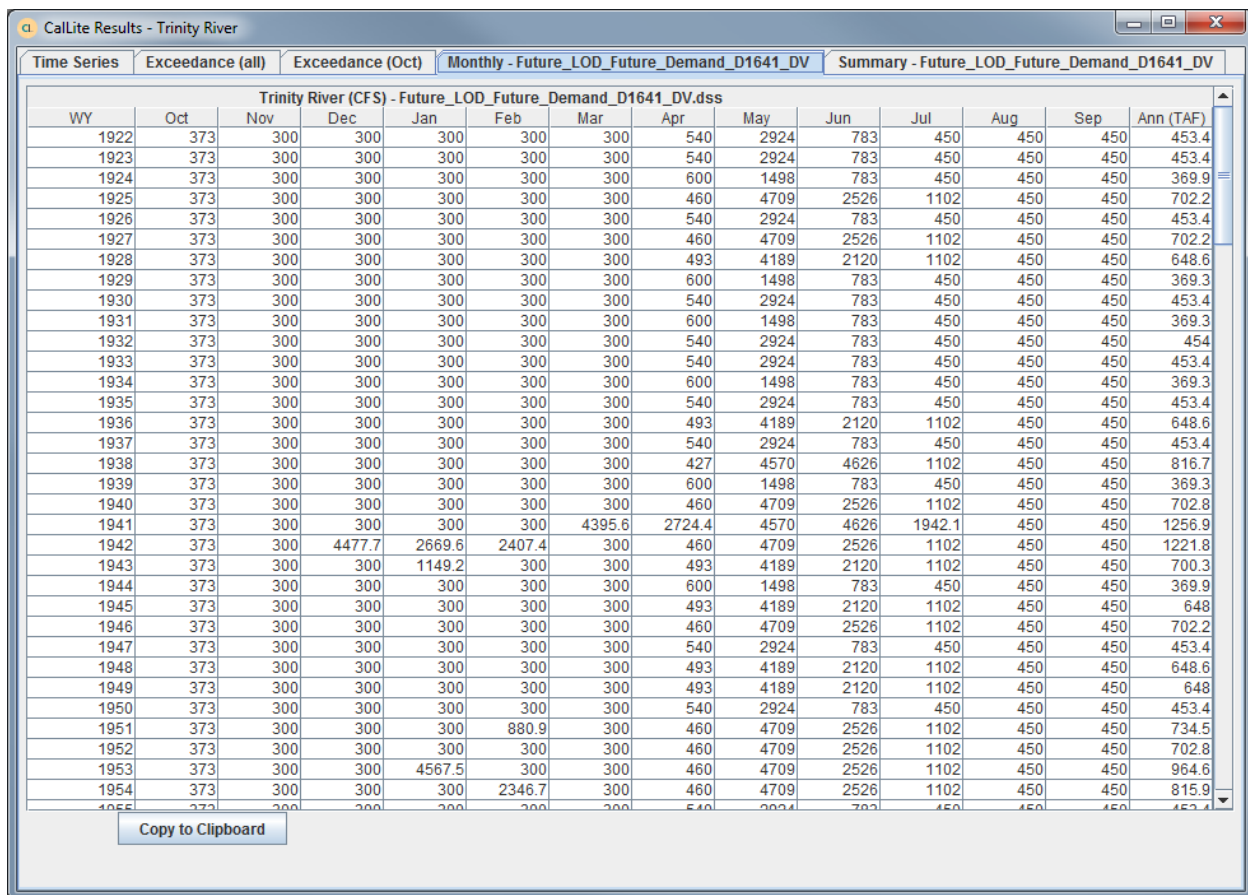 CL CalLite Results - Trinity River
Time Series Exceedance (all) Exceedance (Oct) Monthly - Future_LOD_Future_Demand_D1641_DV Summary - Future_LOD_Future_Demand_D1641_DV
Trinity River (CFS) - Future_LOD_Future_Demand_D1641_DV.dss
WY Oct Nov Dec Jan Feb Mar Apr May Jun Jul Aug Sep Ann (TAF)
1922 373 300 300 300 300 300 540 2924 783 450 450 450 453.4
1923 373 300 300 300 300 300 540 2924 783 450 450 450 453.4
1924 373 300 300 300 300 300 600 1498 783 450 450 450 369.9
1925 373 300 300 300 300 300 460 4709 2526 1102 450 450 702.2
1926 373 300 300 300 300 300 540 2924 783 450 450 450 453.4
1927 373 300 300 300 300 300 460 4709 2526 1102 450 450 702.2
1928 373 300 300 300 300 300 493 4189 2120 1102 450 450 648.6
1929 373 300 300 300 300 300 600 1498 783 450 450 450 369.3
1930 373 300 300 300 300 300 540 2924 783 450 450 450 453.4
1931 373 300 300 300 300 300 600 1498 783 450 450 450 369.3
1932 373 300 300 300 300 300 540 2924 783 450 450 450 454
1933 373 300 300 300 300 300 540 2924 783 450 450 450 453.4
1934 373 300 300 300 300 300 600 1498 783 450 450 450 369.3
1935 373 300 300 300 300 300 540 2924 783 450 450 450 453.4
1936 373 300 300 300 300 300 493 4189 2120 1102 450 450 648.6
1937 373 300 300 300 300 300 540 2924 783 450 450 450 453.4
1938 373 300 300 300 300 300 427 4570 4626 1102 450 450 816.7
1939 373 300 300 300 300 300 600 1498 783 450 450 450 369.3
1940 373 300 300 300 300 300 460 4709 2526 1102 450 450 702.8
1941 373 300 300 300 300 4395.6 2724.4 4570 4626 1942.1 450 450 1256.9
1942 373 300 4477.7 2669.6 2407.4 300 460 4709 2526 1102 450 450 1221.8
1943 373 300 300 1149.2 300 300 493 4189 2120 1102 450 450 700.3
1944 373 300 300 300 300 300 600 1498 783 450 450 450 369.9
1945 373 300 300 300 300 300 493 4189 2120 1102 450 450 648
1946 373 300 300 300 300 300 460 4709 2526 1102 450 450 702.2
1947 373 300 300 300 300 300 540 2924 783 450 450 450 453.4
1948 373 300 300 300 300 300 493 4189 2120 1102 450 450 648.6
1949 373 300 300 300 300 300 493 4189 2120 1102 450 450 648
1950 373 300 300 300 300 300 540 2924 783 450 450 450 453.4
1951 373 300 300 300 880.9 300 460 4709 2526 1102 450 450 734.5
1952 373 300 300 300 300 300 460 4709 2526 1102 450 450 702.8
1953 373 300 300 4567.5 300 300 460 4709 2526 1102 450 450 964.6
1954 373 300 300 300 2346.7 300 460 4709 2526 1102 450 450 815.9
Copy to Clipboard